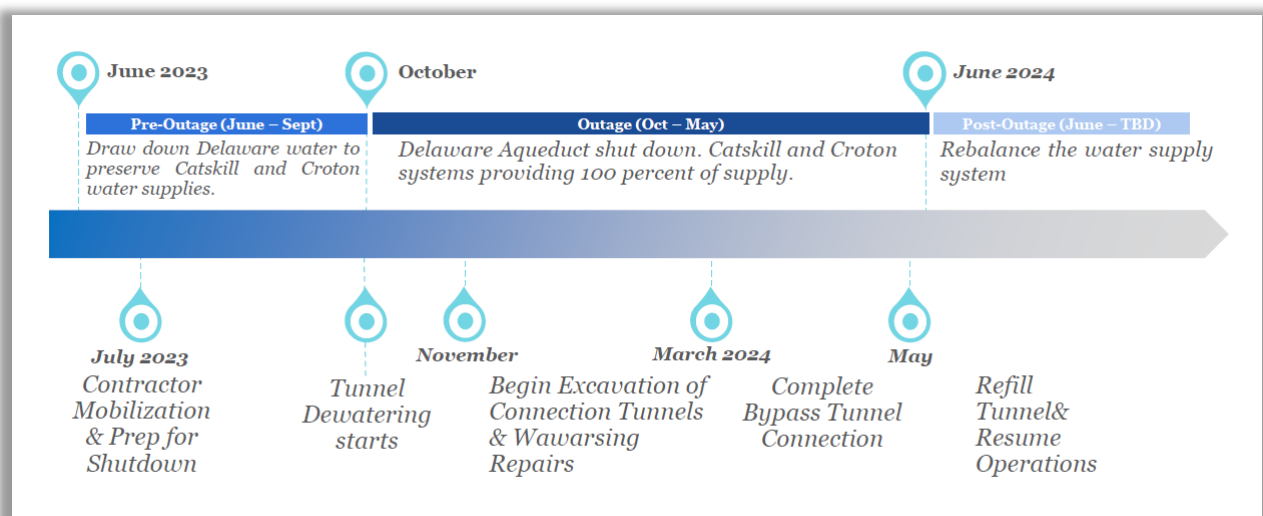 June 2023
October
June 2024
Pre-Outage (June – Sept)
Outage (Oct – May)
Post-Outage (June – TBD)
Draw down Delaware water to
preserve Catskill and Croton
water supplies.
Delaware Aqueduct shut down. Catskill and Croton
systems providing 100 percent of supply.
Rebalance the water supply
system
July 2023
Contractor
Mobilization
& Prep for
Shutdown
Tunnel
Dewatering
starts
November
Begin Excavation of
Connection Tunnels
& Wawarsing
Repairs
March 2024
Complete
Bypass Tunnel
Connection
May
Refill
Tunnel&
Resume
Operations